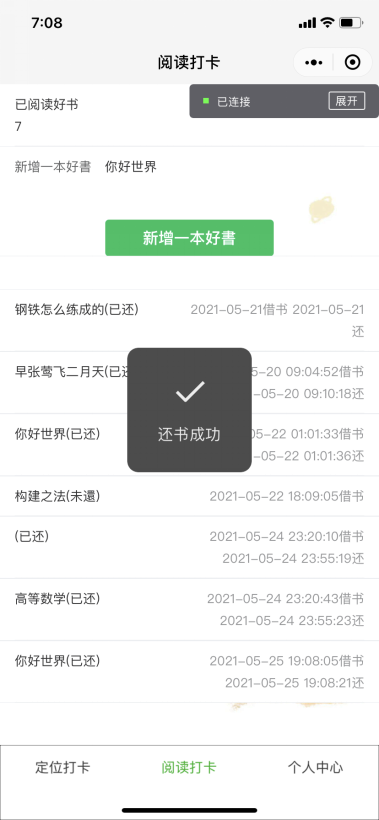 7:08
阅读打卡
已连接 展开
已阅读好书
7
新增一本好書 你好世界
新增一本好書
钢铁怎么练成的(已还) 2021-05-21借书 2021-05-21
还
早张莺飞二月天(已 5-20 09:04:52借书
-05-20 09:10:18还
还书成功
你好世界(已还) 05-22 01:01:33借书
-05-22 01:01:36还
构建之法(未還) 2021-05-22 18:09:05借书
(已还) 2021-05-24 23:20:10借书
2021-05-24 23:55:19还
高等数学(已还) 2021-05-24 23:20:43借书
2021-05-24 23:55:23还
你好世界(已还) 2021-05-25 19:08:05借书
2021-05-25 19:08:21还
定位打卡 阅读打卡 个人中心